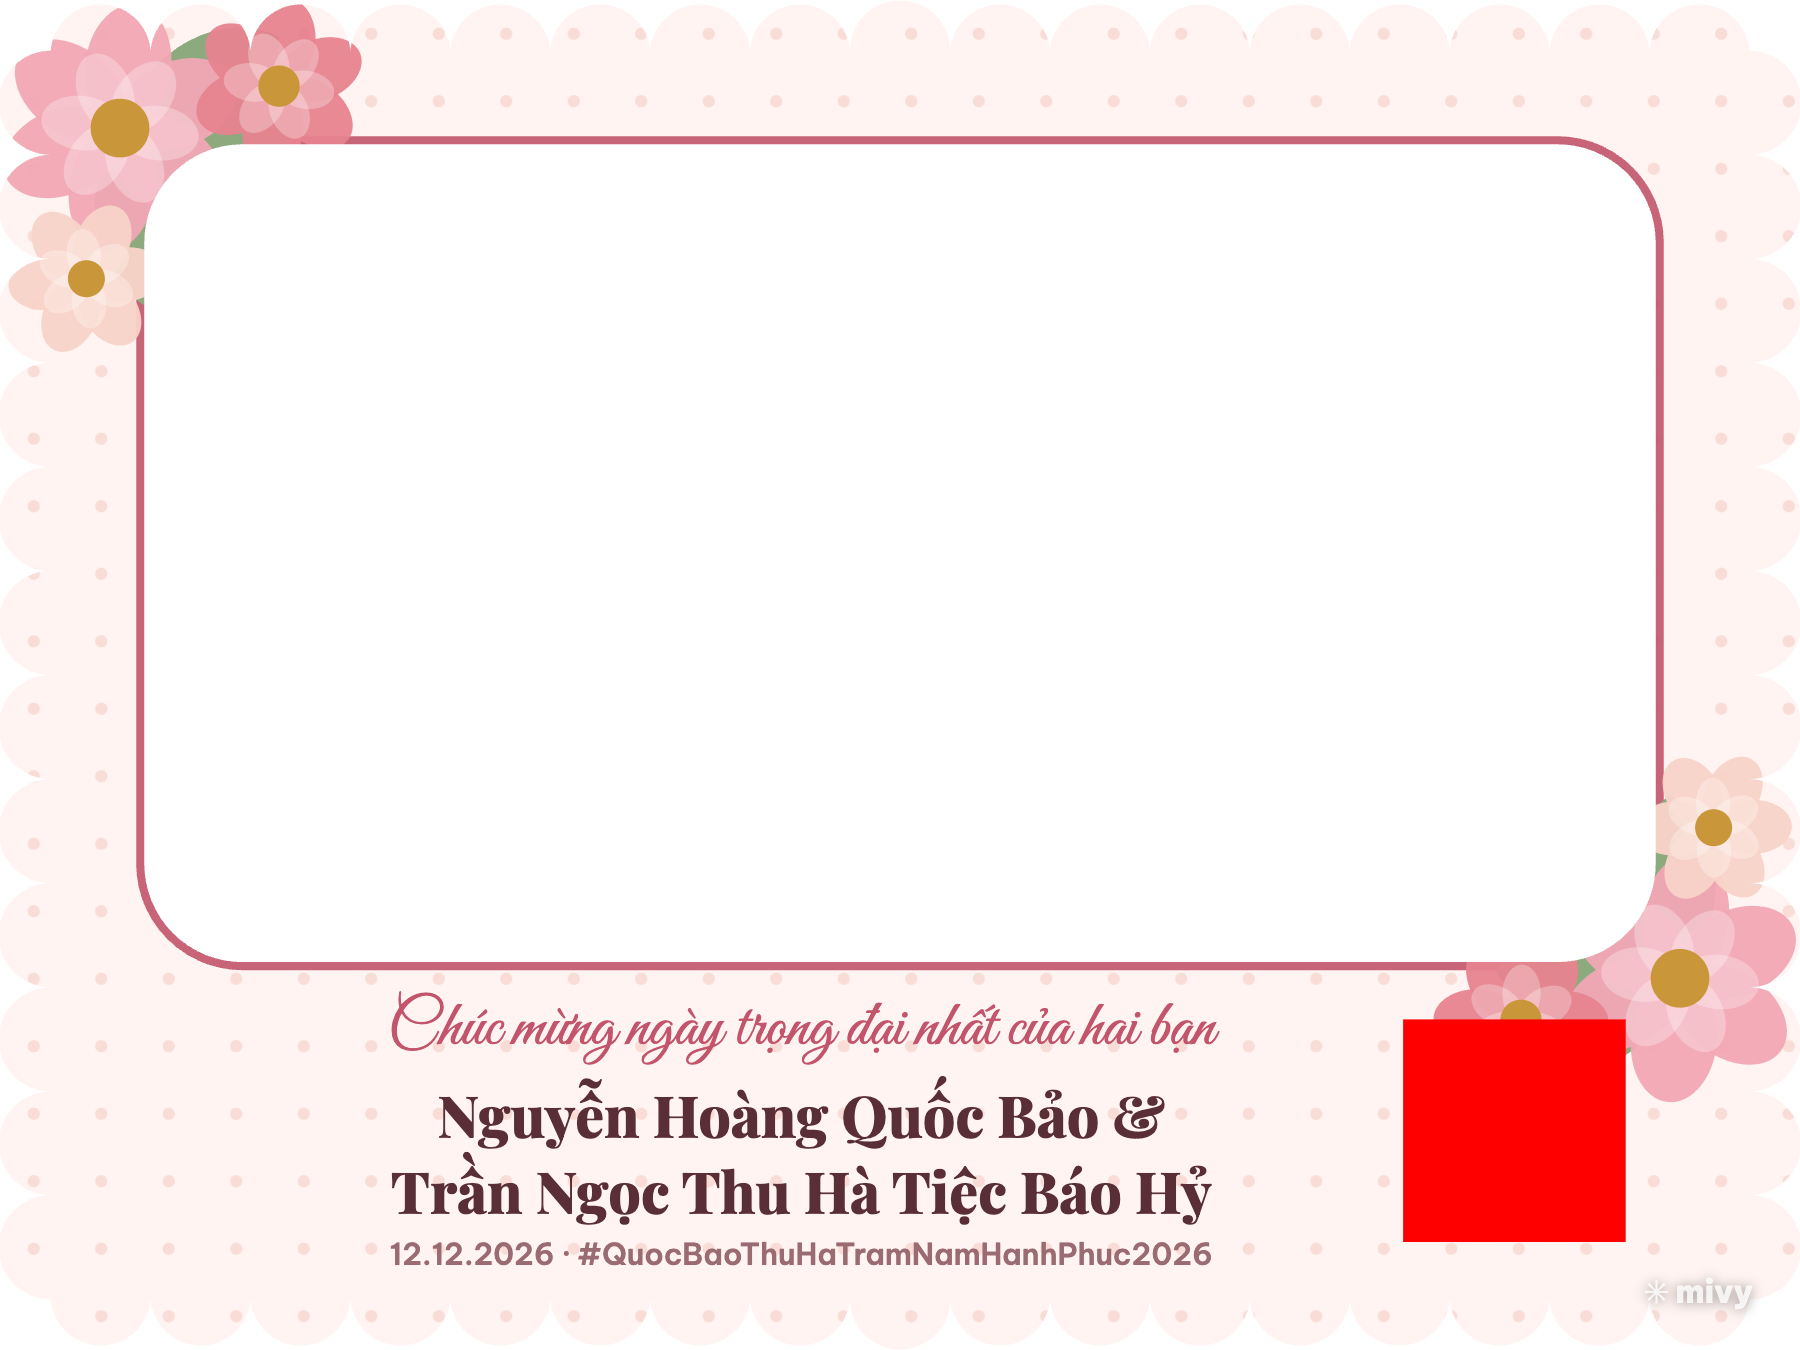 Chúc mừng ngày trọng đại nhất của hai bạn
Nguyễn Hoàng Quốc Bảo &
Trần Ngọc Thu Hà Tiệc Báo Hỷ
12.12.2026 · #QuocBaoThuHaTramNamHanhPhuc2026
mivy